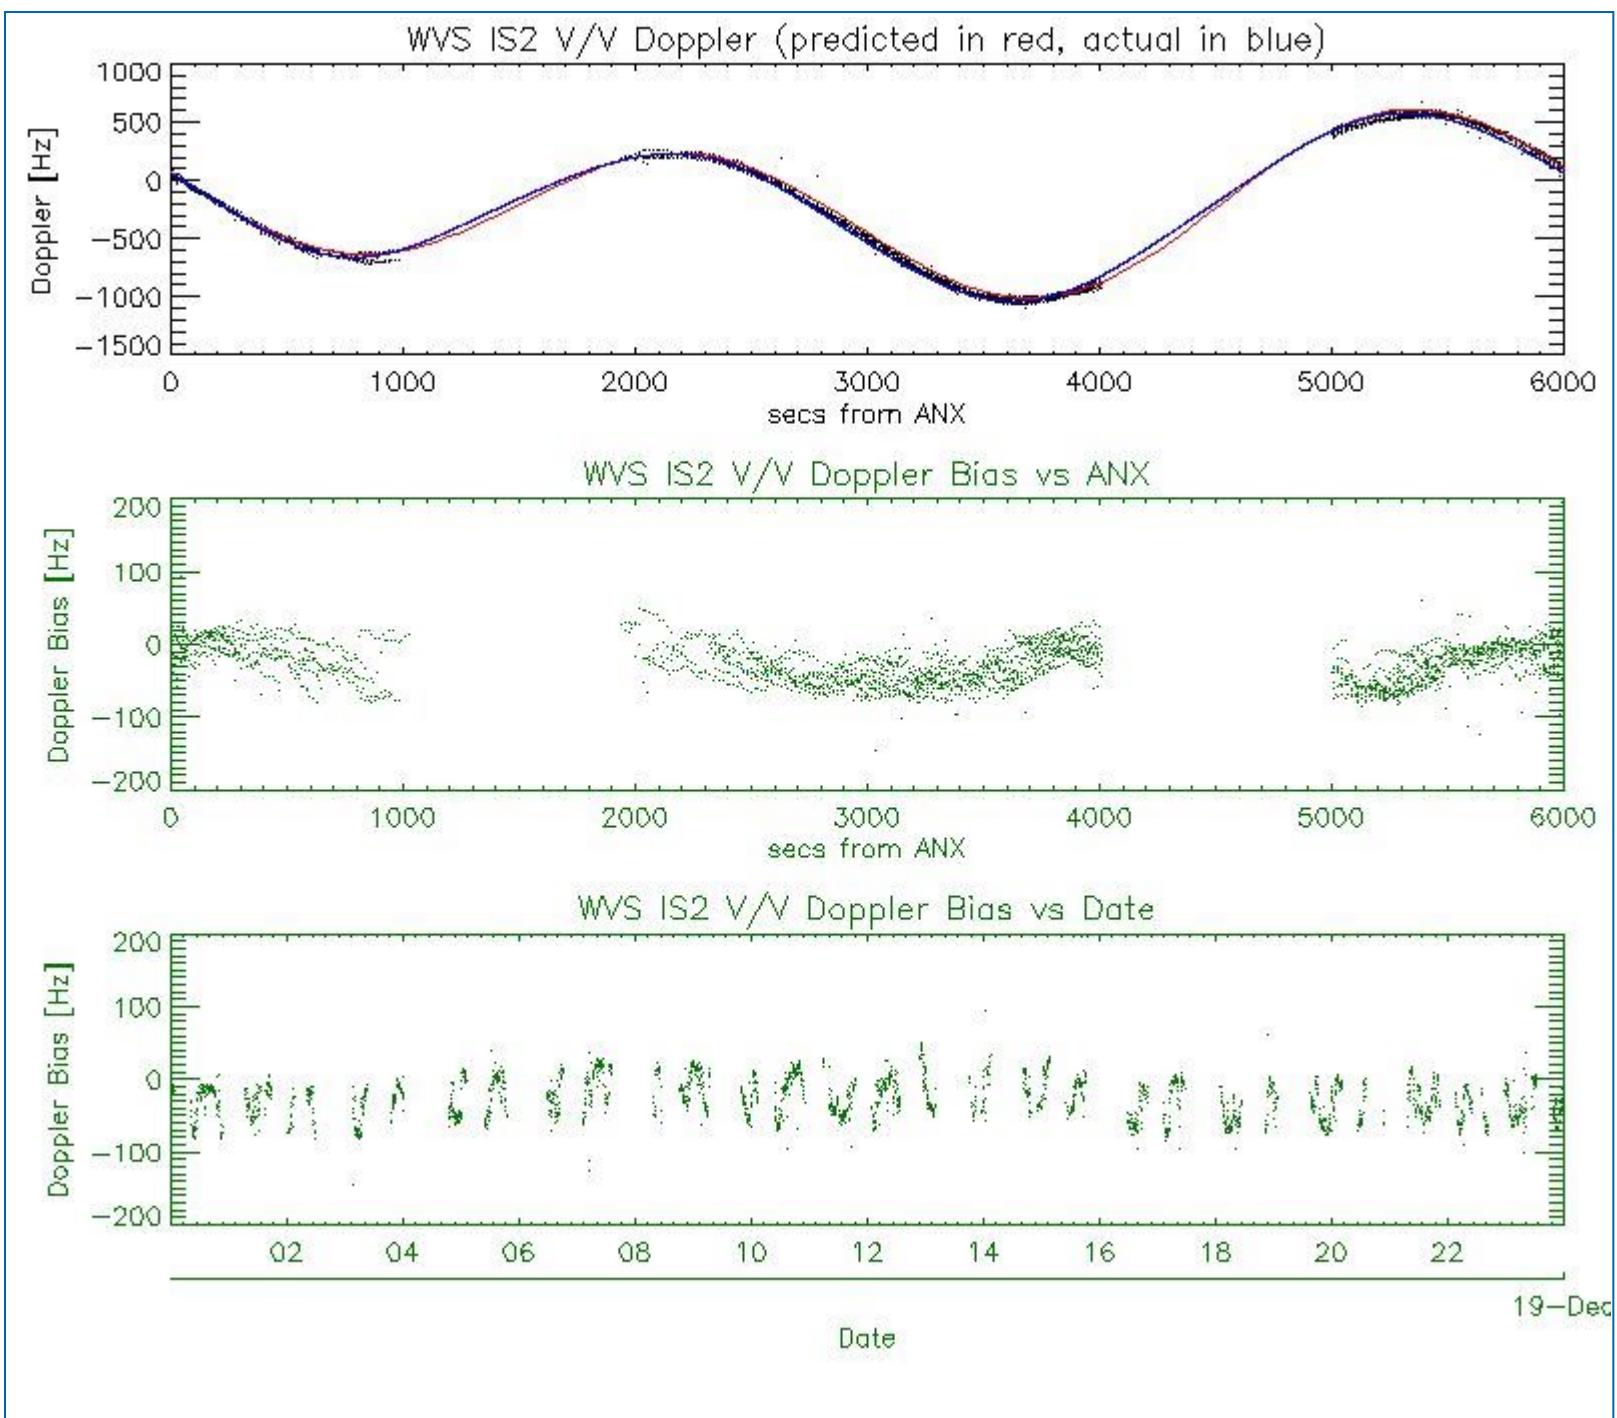 WVS IS2 V/V Doppler (predicted in red, actual in blue)
1000
500
0
−500
−1000
−1500
Doppler [Hz]
0 1000 2000 3000 4000 5000 6000
secs from ANX
WVS IS2 V/V Doppler Bias vs ANX
200
100
0
−100
−200
Doppler Bias [Hz]
0 1000 2000 3000 4000 5000 6000
secs from ANX
WVS IS2 V/V Doppler Bias vs Date
200
100
0
−100
−200
Doppler Bias [Hz]
02 04 06 08 10 12 14 16 18 20 22
19−Dec
Date